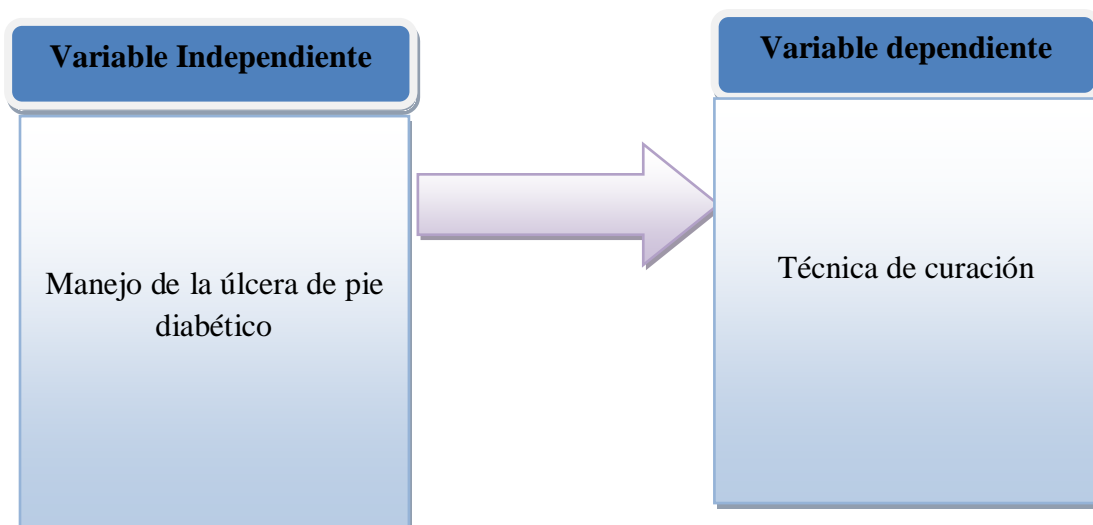 Variable Independiente
Manejo de la úlcera de pie
diabético
Variable dependiente
Técnica de curación